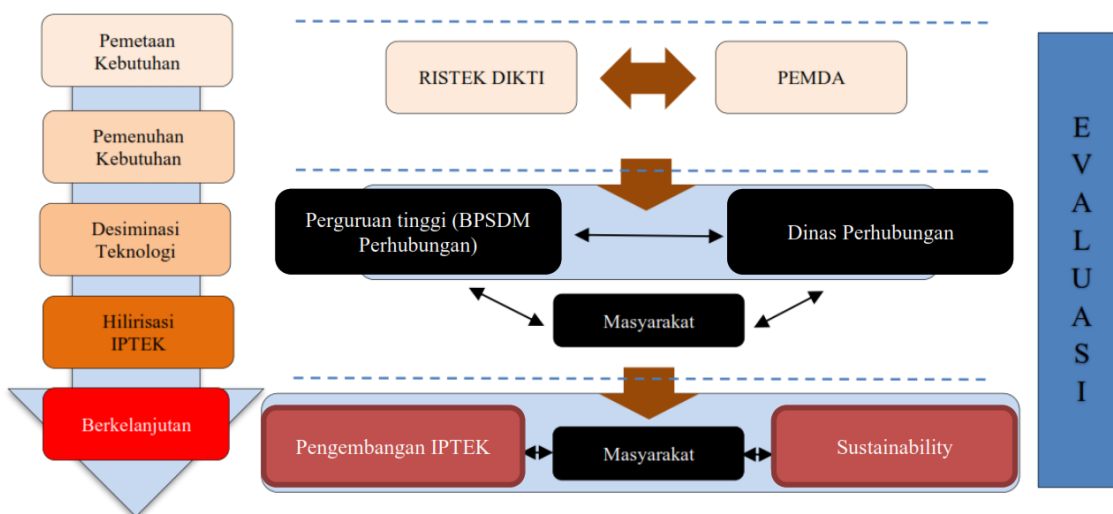 Pemetaan
Kebutuhan
Pemenuhan
Kebutuhan
Desiminasi
Teknologi
Hilirisasi
IPTEK
Berkelanjutan
RISTEK DIKTI
PEMDA
Perguruan tinggi (BPSDM
Perhubungan)
Dinas Perhubungan
Masyarakat
Pengembangan IPTEK
Masyarakat
Sustainability
E
V
A
L
U
A
S
I